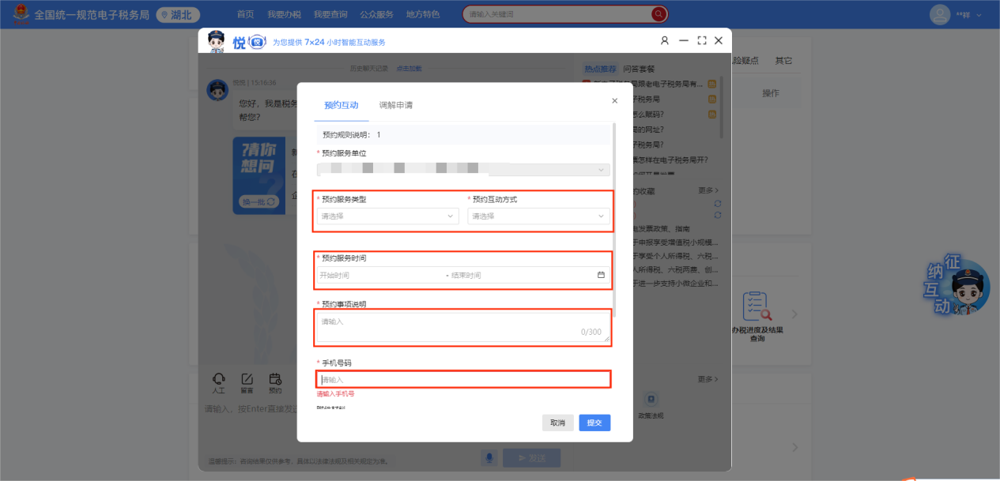 全国统一规范电子税务局 湖北 首页 我要办税 我要查询 公众服务 地方特色 请输入关键词 **祥
悦 悦 为您提供 7×24 小时智能互动服务
历史聊天记录 点击加载
悦悦 | 15:16:36
您好，我是税务
帮您？
?请你
想问
换一批
人工 留言 预约
请输入，按Enter直接发送
温馨提示：咨询结果仅供参考，具体以法律法规及相关规定为准。
发送
预约互动 调解申请
预约规则说明： 1
* 预约服务单位
* 预约服务类型 * 预约互动方式
请选择 请选择
* 预约服务时间
开始时间 - 结束时间
* 预约事项说明
请输入
0/300
* 手机号码
请输入
请输入手机号
附件材料
取消 提交
热点推荐 问答套餐
局跟老电子税务局有...
子税务局
怎么赋码?
局的网址?
子税务局?
票怎样在电子税务局开?
的收藏 更多
电发票政策、指南
于申报享受增值税小规模...
于享受个人所得税、六税...
人所得税、六税两费、创...
于进一步支持小微企业和...
险疑点 其它
操作
办税进度及结果
查询
更多
政策法规
征
纳
互
动